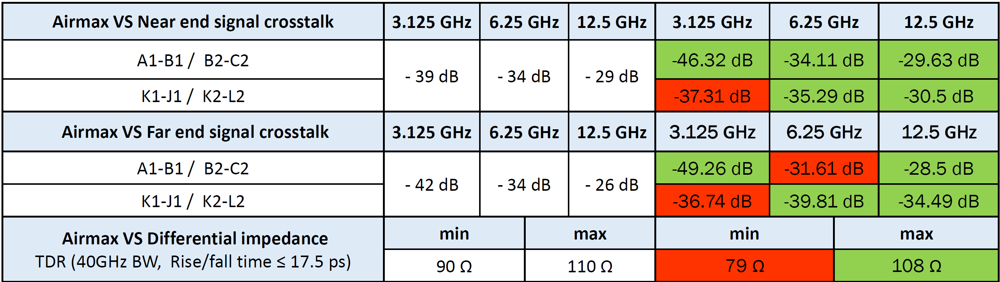 Airmax VS Near end signal crosstalk 3.125 GHz 6.25 GHz 12.5 GHz 3.125 GHz 6.25 GHz 12.5 GHz
A1-B1 / B2-C2 - 39 dB - 34 dB - 29 dB -46.32 dB -34.11 dB -29.63 dB
K1-J1 / K2-L2 -37.31 dB -35.29 dB -30.5 dB
Airmax VS Far end signal crosstalk 3.125 GHz 6.25 GHz 12.5 GHz 3.125 GHz 6.25 GHz 12.5 GHz
A1-B1 / B2-C2 - 42 dB - 34 dB - 26 dB -49.26 dB -31.61 dB -28.5 dB
K1-J1 / K2-L2 -36.74 dB -39.81 dB -34.49 dB
Airmax VS Differential impedance min max min max
TDR (40GHz BW, Rise/fall time ≤ 17.5 ps) 90 Ω 110 Ω 79 Ω 108 Ω